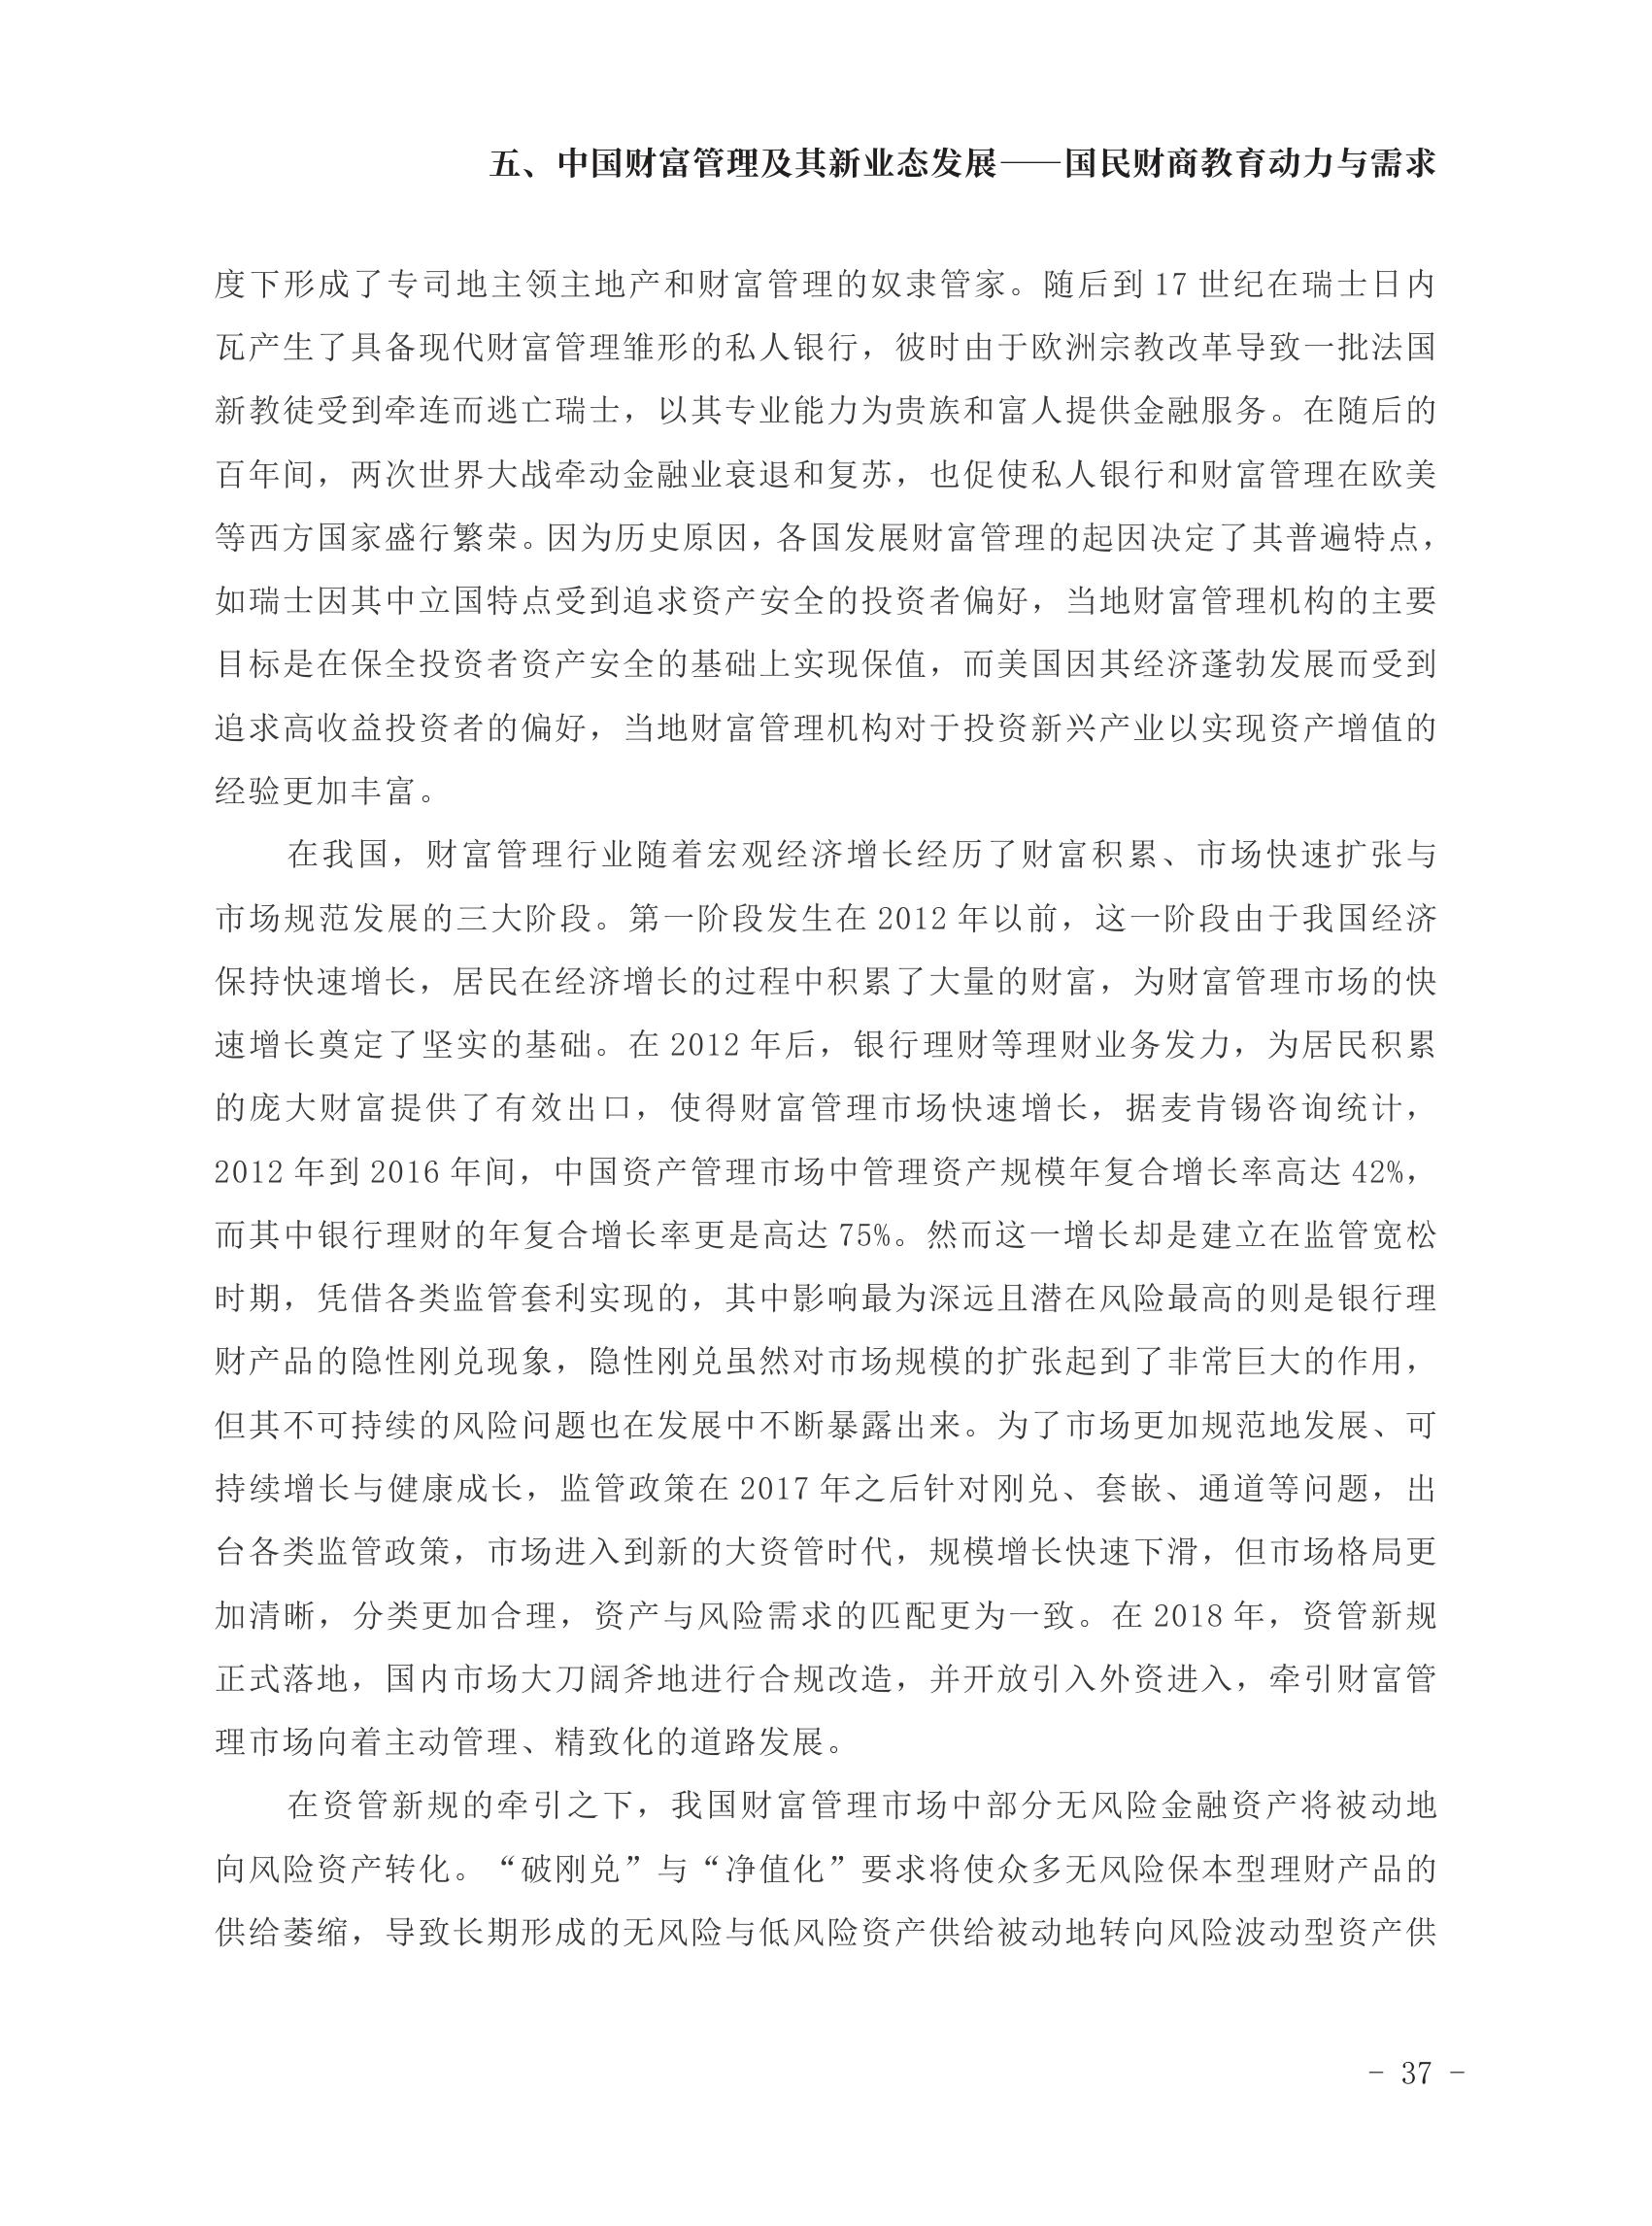 五、中国财富管理及其新业态发展——国民财商教育动力与需求
度下形成了专司地主领主地产和财富管理的奴隶管家。随后到 17 世纪在瑞士日内
瓦产生了具备现代财富管理雏形的私人银行，彼时由于欧洲宗教改革导致一批法国
新教徒受到牵连而逃亡瑞士，以其专业能力为贵族和富人提供金融服务。在随后的
百年间，两次世界大战牵动金融业衰退和复苏，也促使私人银行和财富管理在欧美
等西方国家盛行繁荣。因为历史原因，各国发展财富管理的起因决定了其普遍特点，
如瑞士因其中立国特点受到追求资产安全的投资者偏好，当地财富管理机构的主要
目标是在保全投资者资产安全的基础上实现保值，而美国因其经济蓬勃发展而受到
追求高收益投资者的偏好，当地财富管理机构对于投资新兴产业以实现资产增值的
经验更加丰富。
在我国，财富管理行业随着宏观经济增长经历了财富积累、市场快速扩张与
市场规范发展的三大阶段。第一阶段发生在 2012 年以前，这一阶段由于我国经济
保持快速增长，居民在经济增长的过程中积累了大量的财富，为财富管理市场的快
速增长奠定了坚实的基础。在 2012 年后，银行理财等理财业务发力，为居民积累
的庞大财富提供了有效出口，使得财富管理市场快速增长，据麦肯锡咨询统计，
2012 年到 2016 年间，中国资产管理市场中管理资产规模年复合增长率高达 42%，
而其中银行理财的年复合增长率更是高达 75%。然而这一增长却是建立在监管宽松
时期，凭借各类监管套利实现的，其中影响最为深远且潜在风险最高的则是银行理
财产品的隐性刚兑现象，隐性刚兑虽然对市场规模的扩张起到了非常巨大的作用，
但其不可持续的风险问题也在发展中不断暴露出来。为了市场更加规范地发展、可
持续增长与健康成长，监管政策在 2017 年之后针对刚兑、套嵌、通道等问题，出
台各类监管政策，市场进入到新的大资管时代，规模增长快速下滑，但市场格局更
加清晰，分类更加合理，资产与风险需求的匹配更为一致。在 2018 年，资管新规
正式落地，国内市场大刀阔斧地进行合规改造，并开放引入外资进入，牵引财富管
理市场向着主动管理、精致化的道路发展。
在资管新规的牵引之下，我国财富管理市场中部分无风险金融资产将被动地
向风险资产转化。“破刚兑”与“净值化”要求将使众多无风险保本型理财产品的
供给萎缩，导致长期形成的无风险与低风险资产供给被动地转向风险波动型资产供
- 37 -